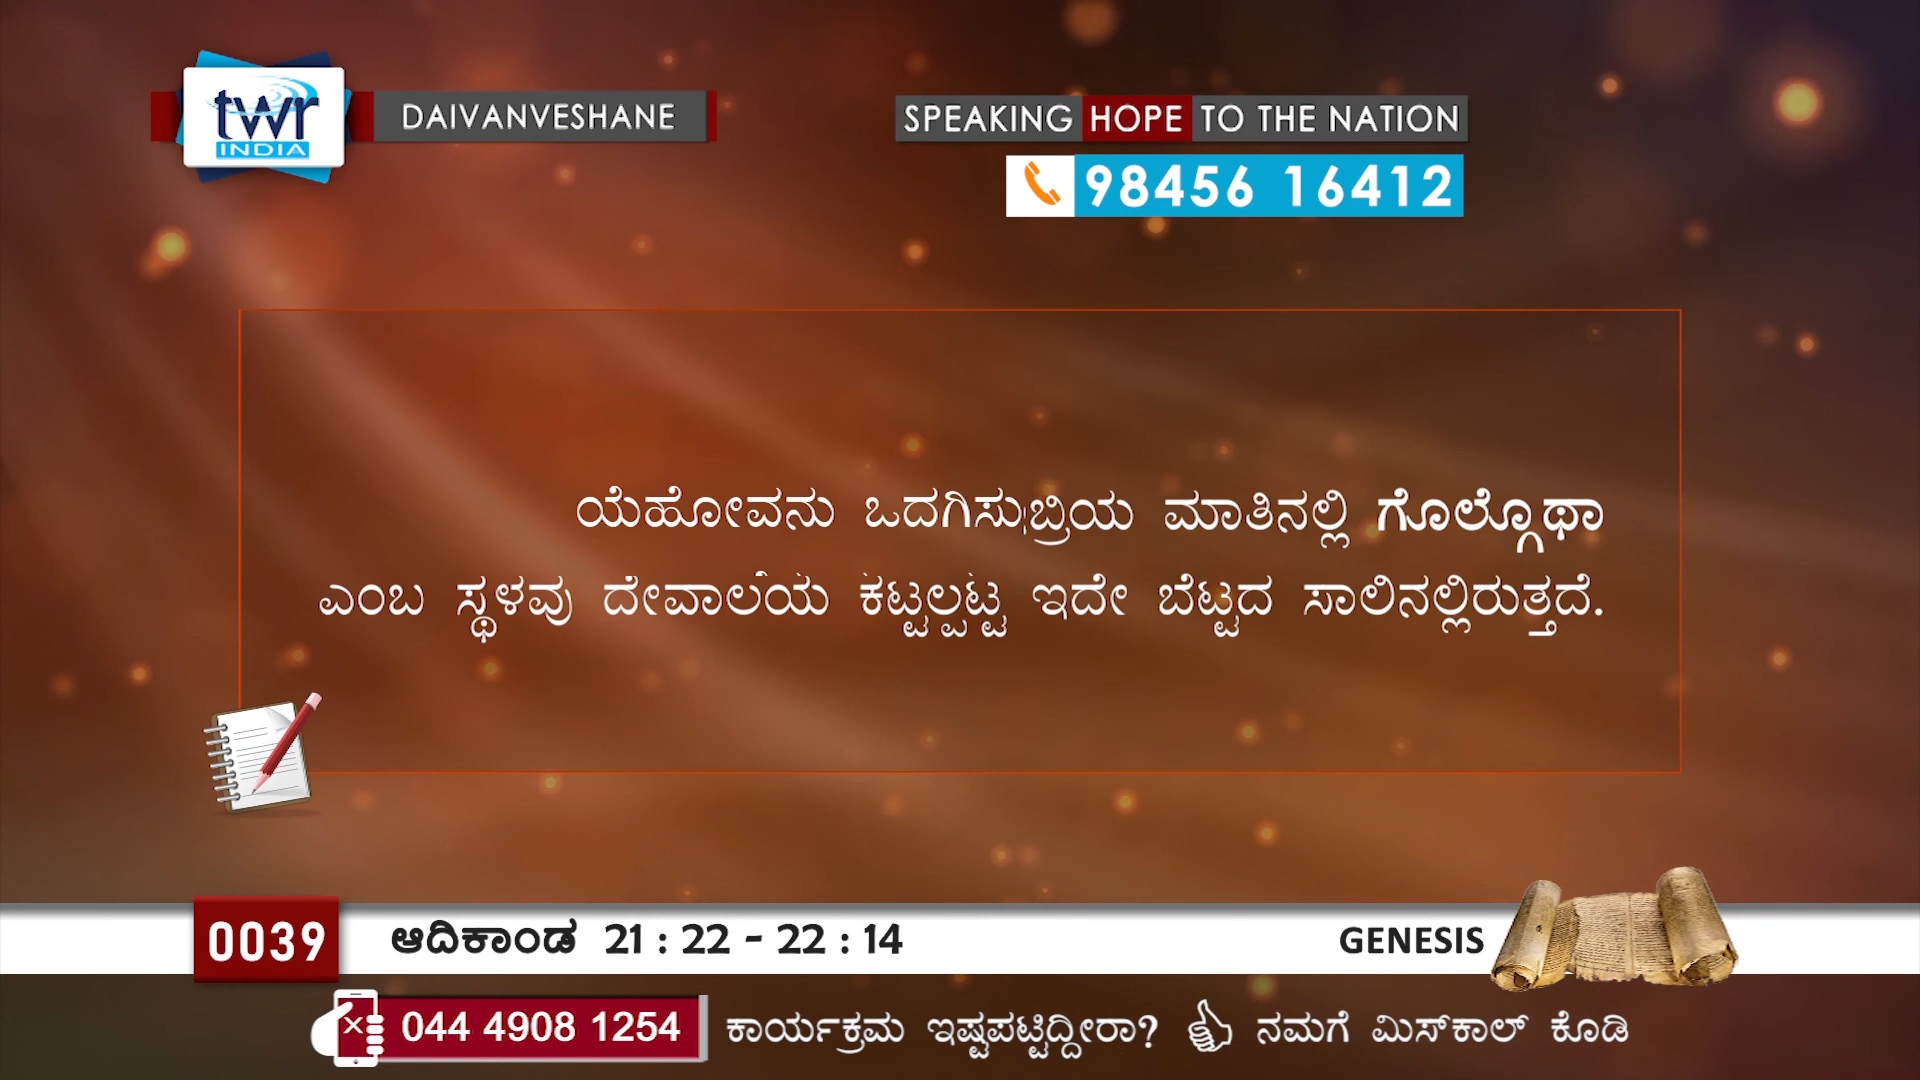 twr
INDIA
DAIVANVESHANE
SPEAKING HOPE TO THE NATION
98456 16412
ಯೆಹೋವನು ಮಾತಿನಲ್ಲಿ ಗೊಲ್ಗೊಥಾ
ಎಂಬ ಸ್ಥಳವು ದೇವಾಲಯ ಕಟ್ಟಲ್ಪಟ್ಟ ಇದೇ ಬೆಟ್ಟದ ಸಾಲಿನಲ್ಲಿರುತ್ತದೆ.
0039 ಆದಿಕಾಂಡ 21 : 22 - 22 : 14 GENESIS
044 4908 1254 ಕಾರ್ಯಕ್ರಮ ಇಷ್ಟಪಟ್ಟಿದ್ದೀರಾ? ನಮಗೆ ಮಿಸ್‌ಕಾಲ್ ಕೊಡಿ